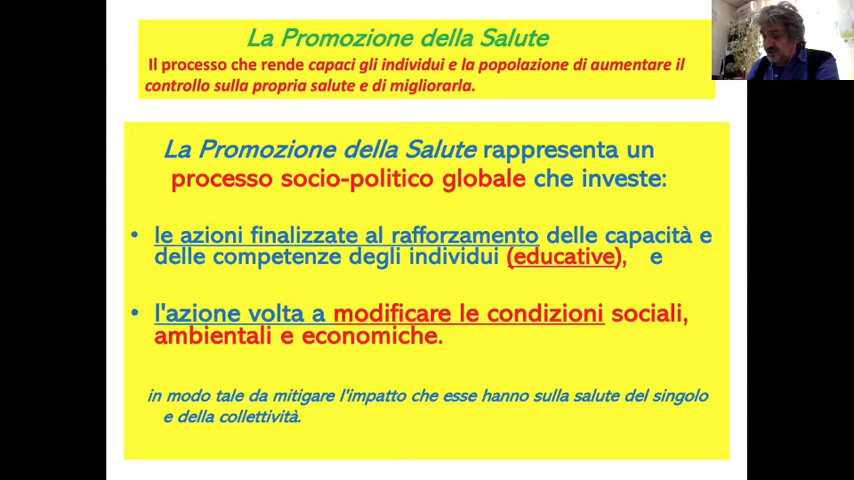 La Promozione della Salute
Il processo che rende capaci gli individui e la popolazione di aumentare il
controllo sulla propria salute e di migliorarla.
La Promozione della Salute rappresenta un
processo socio-politico globale che investe:
• le azioni finalizzate al rafforzamento delle capacità e
delle competenze degli individui (educative), e
• l'azione volta a modificare le condizioni sociali,
ambientali e economiche.
in modo tale da mitigare l'impatto che esse hanno sulla salute del singolo
e della collettività.